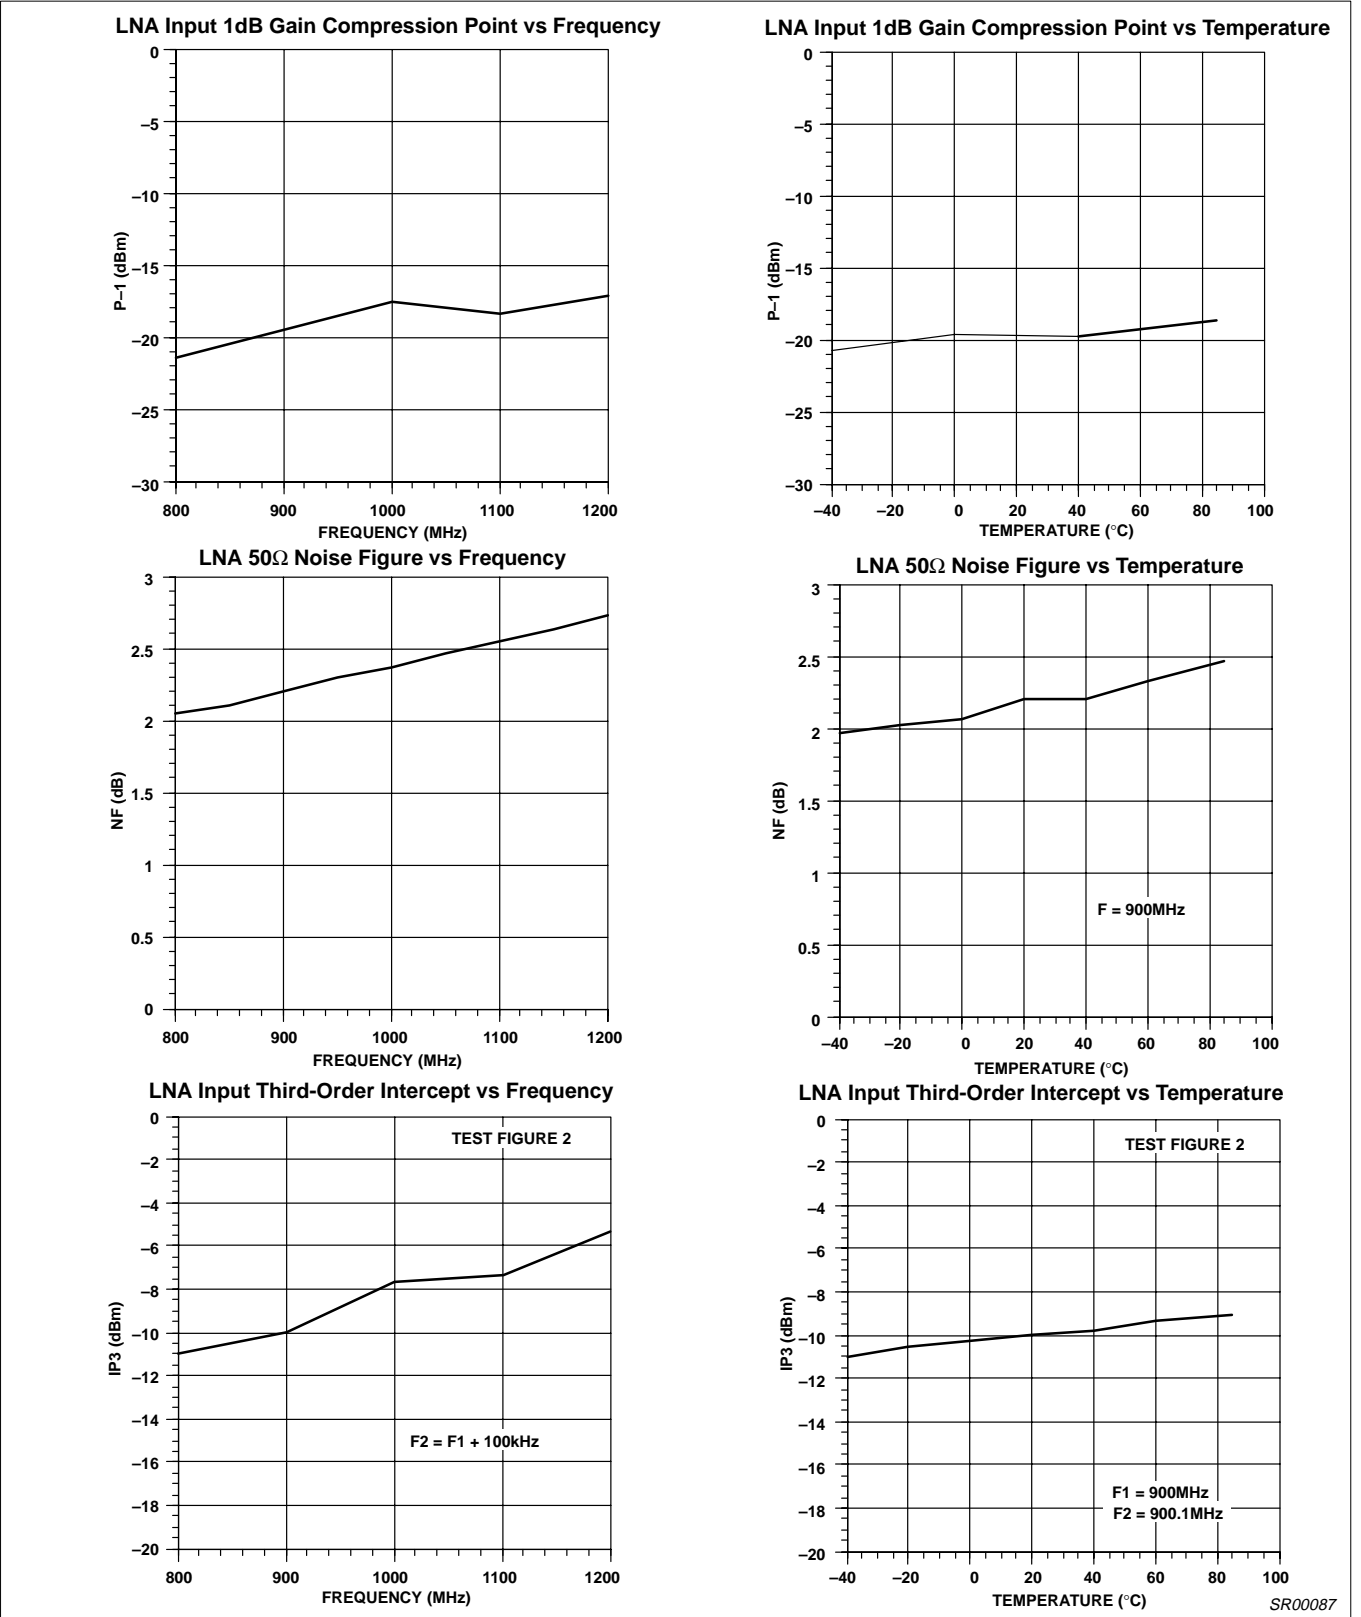 LNA Input 1dB Gain Compression Point vs Frequency
0
–5
–10
–15
–20
–25
–30
P–1 (dBm)
800 900 1000 1100 1200
FREQUENCY (MHz)
LNA Input 1dB Gain Compression Point vs Temperature
0
–5
–10
–15
–20
–25
–30
P–1 (dBm)
–40 –20 0 20 40 60 80 100
TEMPERATURE (°C)
LNA 50Ω Noise Figure vs Frequency
3
2.5
2
1.5
1
0.5
0
NF (dB)
800 900 1000 1100 1200
FREQUENCY (MHz)
LNA 50Ω Noise Figure vs Temperature
3
2.5
2
1.5
1
0.5
0
NF (dB)
F = 900MHz
–40 –20 0 20 40 60 80 100
TEMPERATURE (°C)
LNA Input Third-Order Intercept vs Frequency
TEST FIGURE 2
0
–2
–4
–6
–8
–10
–12
–14
–16
–18
–20
IP3 (dBm)
F2 = F1 + 100kHz
800 900 1000 1100 1200
FREQUENCY (MHz)
LNA Input Third-Order Intercept vs Temperature
TEST FIGURE 2
0
–2
–4
–6
–8
–10
–12
–14
–16
–18
–20
IP3 (dBm)
F1 = 900MHz
F2 = 900.1MHz
–40 –20 0 20 40 60 80 100
TEMPERATURE (°C)
SR00087